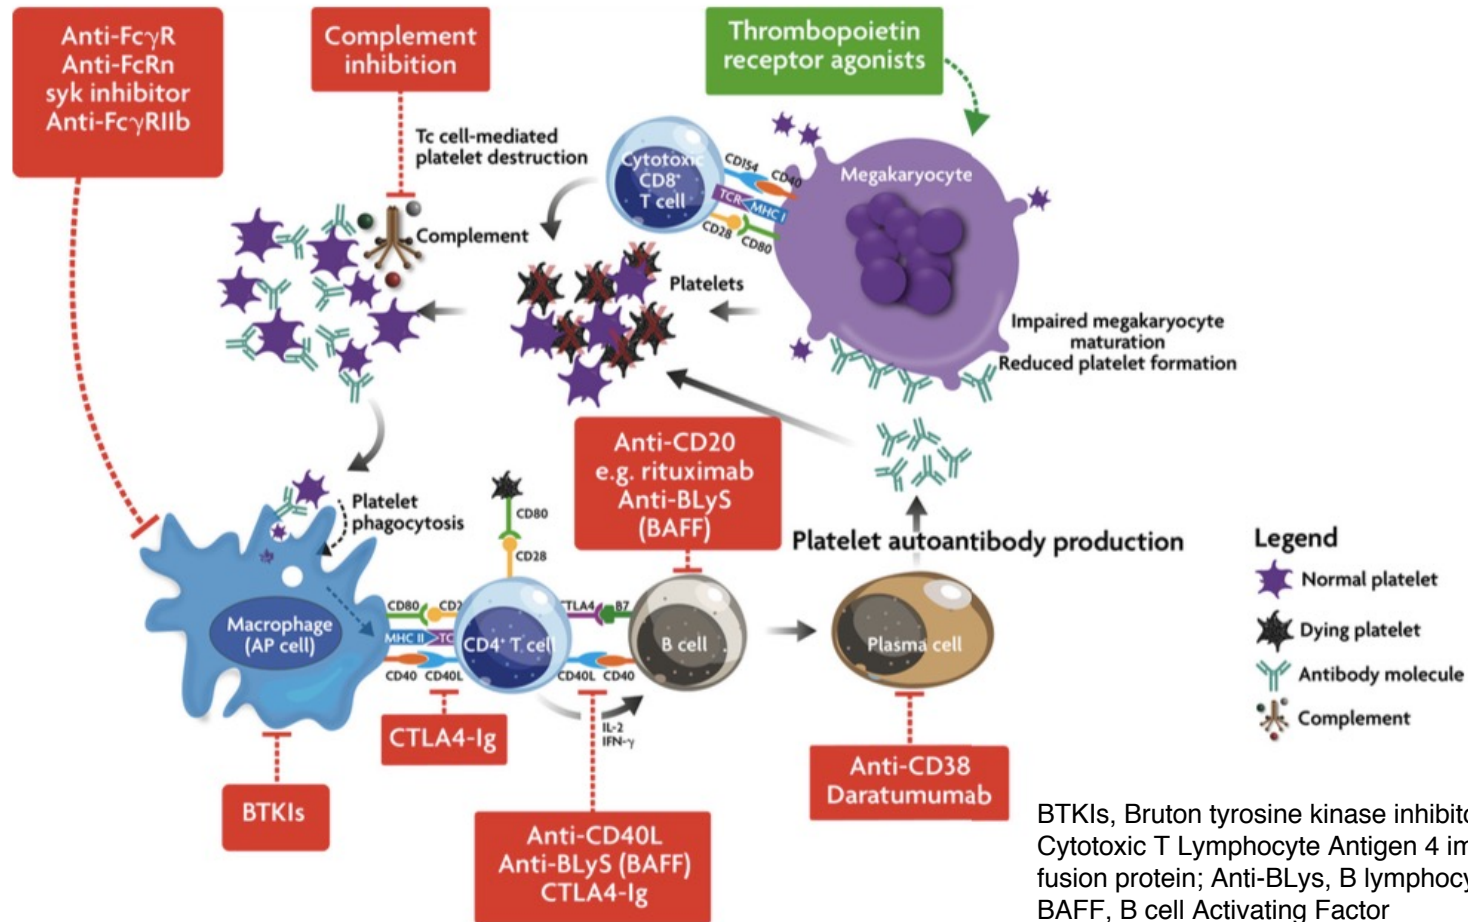 Anti-FcγR
Anti-FcRn
syk inhibitor
Anti-FcγRIIb
Complement
inhibition
Thrombopoietin
receptor agonists
Tc cell-mediated
platelet destruction
Cytotoxic
CD8⁺
T cell
CD154
CD40
TCR
MHC I
CD28
CD80
Megakaryocyte
Complement
Platelets
Impaired megakaryocyte
maturation
Reduced platelet formation
Anti-CD20
e.g. rituximab
Anti-BLyS
(BAFF)
Platelet
phagocytosis
CD80
CD28
Platelet autoantibody production
Macrophage
(AP cell)
CD80
CD2
MHC II
TC
CD40
CD40L
CD4⁺ T cell
TLA4
B7
CD40L
CD40
B cell
Plasma cell
IL-2
IFN-γ
CTLA4-Ig
BTKIs
Anti-CD40L
Anti-BLyS (BAFF)
CTLA4-Ig
Anti-CD38
Daratumumab
Legend
Normal platelet
Dying platelet
Antibody molecule
Complement
BTKIs, Bruton tyrosine kinase inhibito
Cytotoxic T Lymphocyte Antigen 4 im
fusion protein; Anti-BLys, B lymphocy
BAFF, B cell Activating Factor